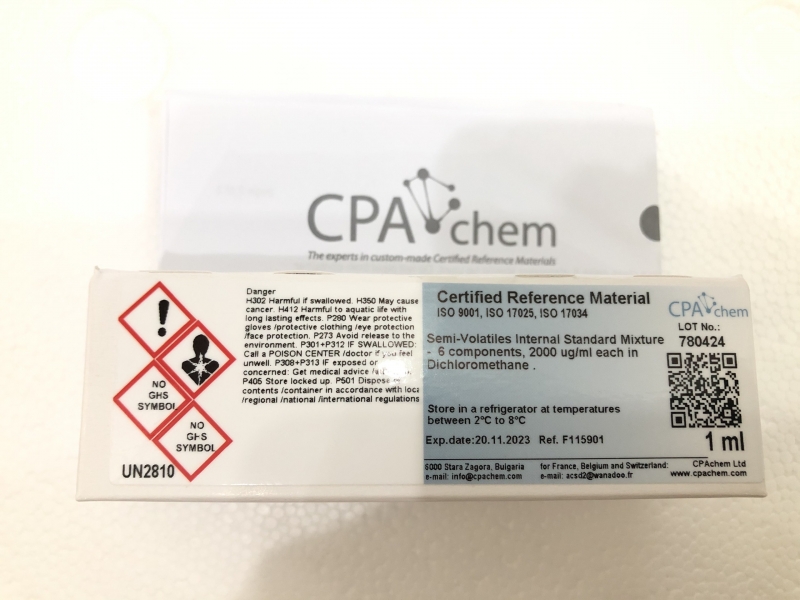 CPAchem
The experts in custom-made Certified Reference Materials
NO
GHS
SYMBOL
NO
GHS
SYMBOL
UN2810
Danger
H302 Harmful if swallowed. H350 May cause
cancer. H412 Harmful to aquatic life with
long lasting effects. P280 Wear protective
gloves /protective clothing /eye protection
/face protection. P273 Avoid release to the
environment. P301+P312 IF SWALLOWED:
Call a POISON CENTER /doctor if you feel
unwell. P308+P313 IF exposed or
concerned: Get medical advice
P405 Store locked up. P501 Dispose
contents /container in accordance with local
/regional /national /international regulations
Certified Reference Material
ISO 9001, ISO 17025, ISO 17034
Semi-Volatiles Internal Standard Mixture
- 6 components, 2000 ug/ml each in
Dichloromethane .
Store in a refrigerator at temperatures
between 2ºC to 8ºC
Exp.date:20.11.2023 Ref. F115901
CPAchem
LOT No.:
780424
1 ml
6000 Stara Zagora, Bulgaria
e-mail: info@cpachem.com
for France, Belgium and Switzerland:
e-mail: acsd2@wanadoo.fr
CPAchem Ltd
www.cpachem.com